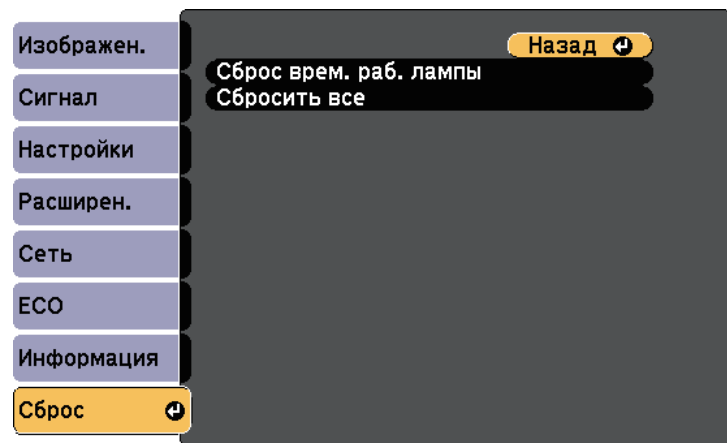 Изображен.
Сигнал
Настройки
Расширен.
Сеть
ECO
Информация
Сброс
Назад
Сброс врем. раб. лампы
Сбросить все